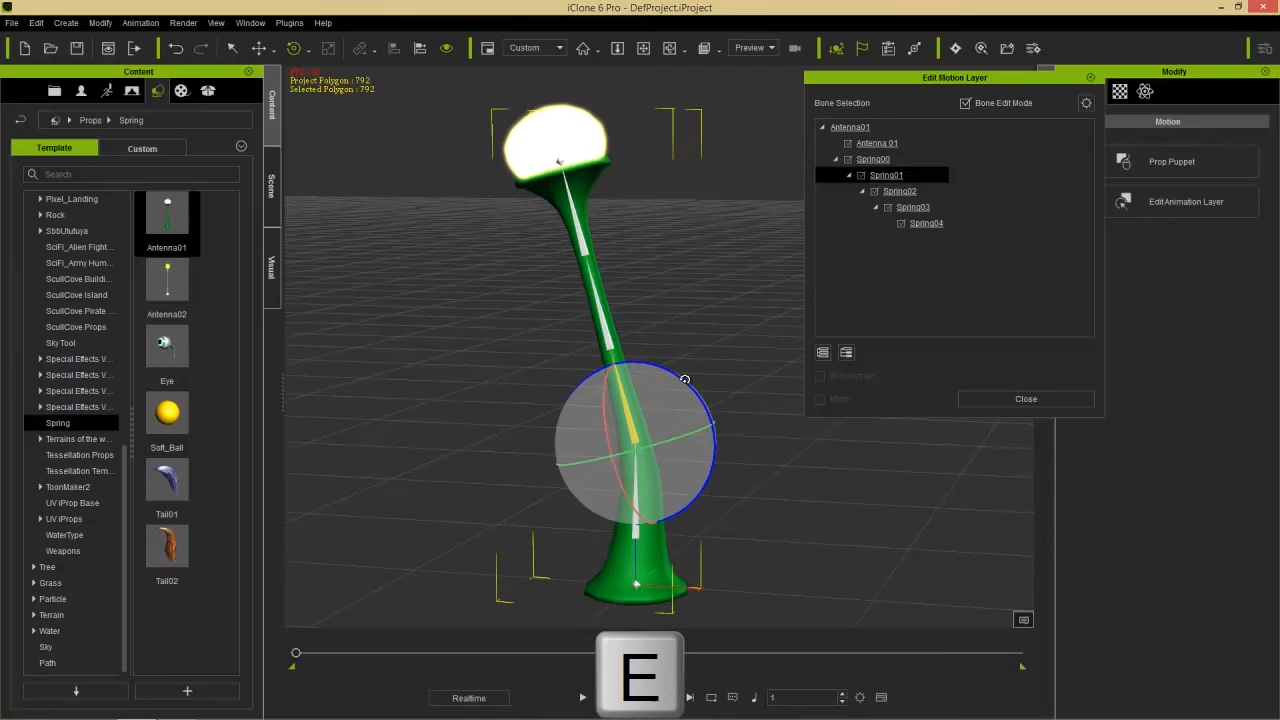 iClone 6 Pro - DefProject.iProject
File Edit Create Modify Animation Render View Window Plugins Help
Custom
Preview
Content
Props Spring
Template Custom
Search
Pixel_Landing
Rock
SbbUtutuya
SciFi_Alien Fight...
SciFi_Army Hum...
ScullCove Buildi...
ScullCove Island
ScullCove Pirate ...
ScullCove Props
Sky Tool
Special Effects V...
Special Effects V...
Special Effects V...
Special Effects V...
Spring
Terrains of the w...
Tessellation Props
Tessellation Tem...
ToonMaker2
UV iProp Base
UV iProps
WaterType
Weapons
Tree
Grass
Particle
Terrain
Water
Sky
Path
Antenna01
Antenna02
Eye
Soft_Ball
Tail01
Tail02
Content
Scene
Visual
Project Polygon : 792
Selected Polygon : 792
Edit Motion Layer
Bone Selection
Bone Edit Mode
Antenna01
Antenna 01
Spring00
Spring01
Spring02
Spring03
Spring04
Close
Modify
Motion
Prop Puppet
Edit Animation Layer
E
Realtime
1